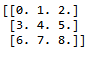 [[0. 1. 2.]
[3. 4. 5.]
[6. 7. 8.]]